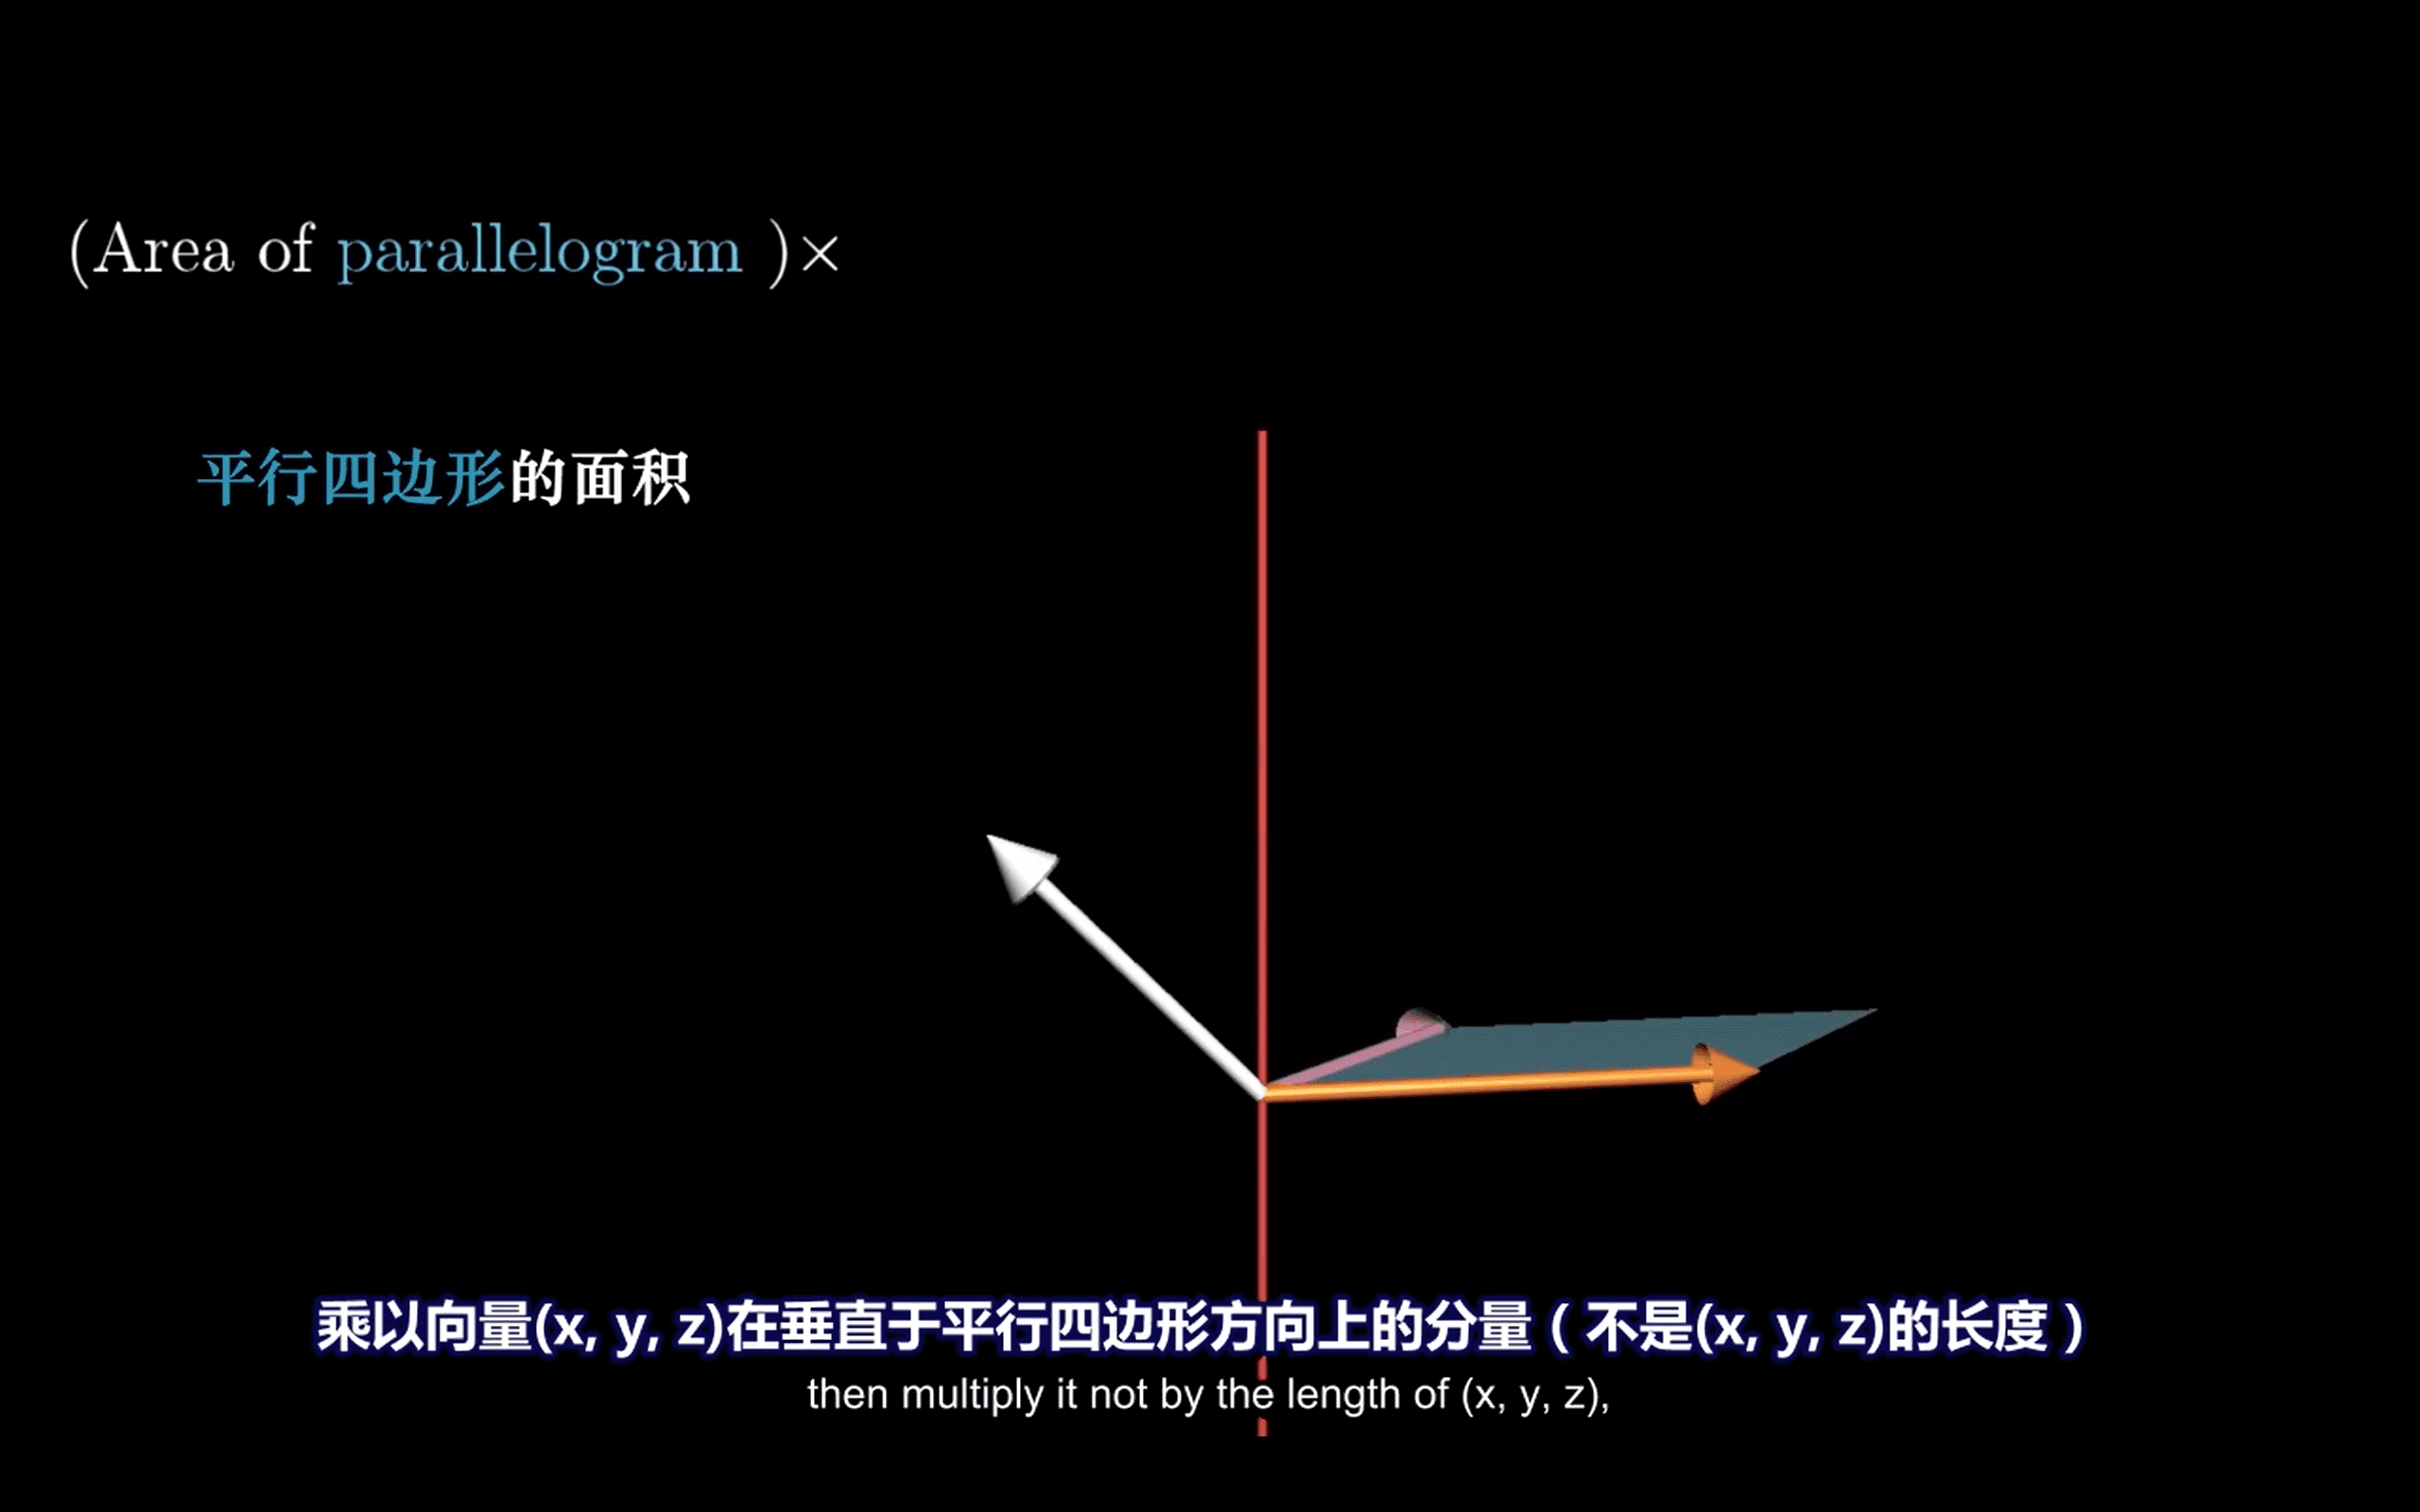 (Area of parallelogram )×
平行四边形的面积
乘以向量(x, y, z)在垂直于平行四边形方向上的分量（不是(x, y, z)的长度）
then multiply it not by the length of (x, y, z),